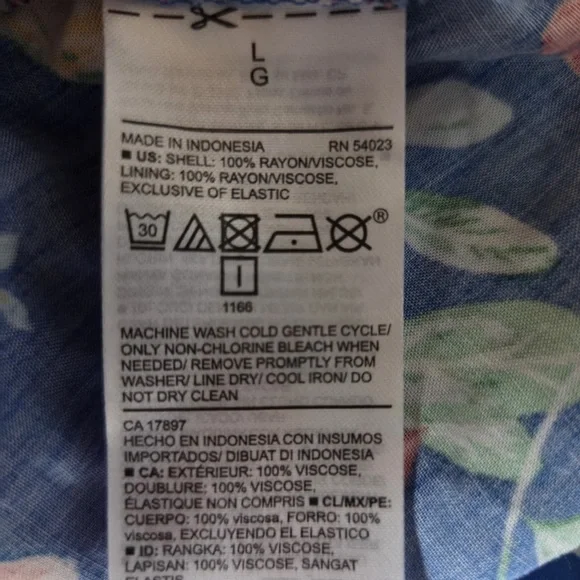 L
G
MADE IN INDONESIA RN 54023
■ US: SHELL: 100% RAYON/VISCOSE,
LINING: 100% RAYON/VISCOSE,
EXCLUSIVE OF ELASTIC
30 ®
1166
MACHINE WASH COLD GENTLE CYCLE/
ONLY NON-CHLORINE BLEACH WHEN
NEEDED/ REMOVE PROMPTLY FROM
WASHER/ LINE DRY/ COOL IRON/ DO
NOT DRY CLEAN
CA 17897
HECHO EN INDONESIA CON INSUMOS
IMPORTADOS/ DIBUAT DI INDONESIA
■ CA: EXTÉRIEUR: 100% VISCOSE,
DOUBLURE: 100% VISCOSE,
ÉLASTIQUE NON COMPRIS ■ CL/MX/PE:
CUERPO: 100% viscosa, FORRO: 100%
viscosa, EXCLUYENDO EL ELASTICO
■ ID: RANGKA: 100% VISCOSE,
LAPISAN: 100% VISCOSE, SANGAT
ELASTIS